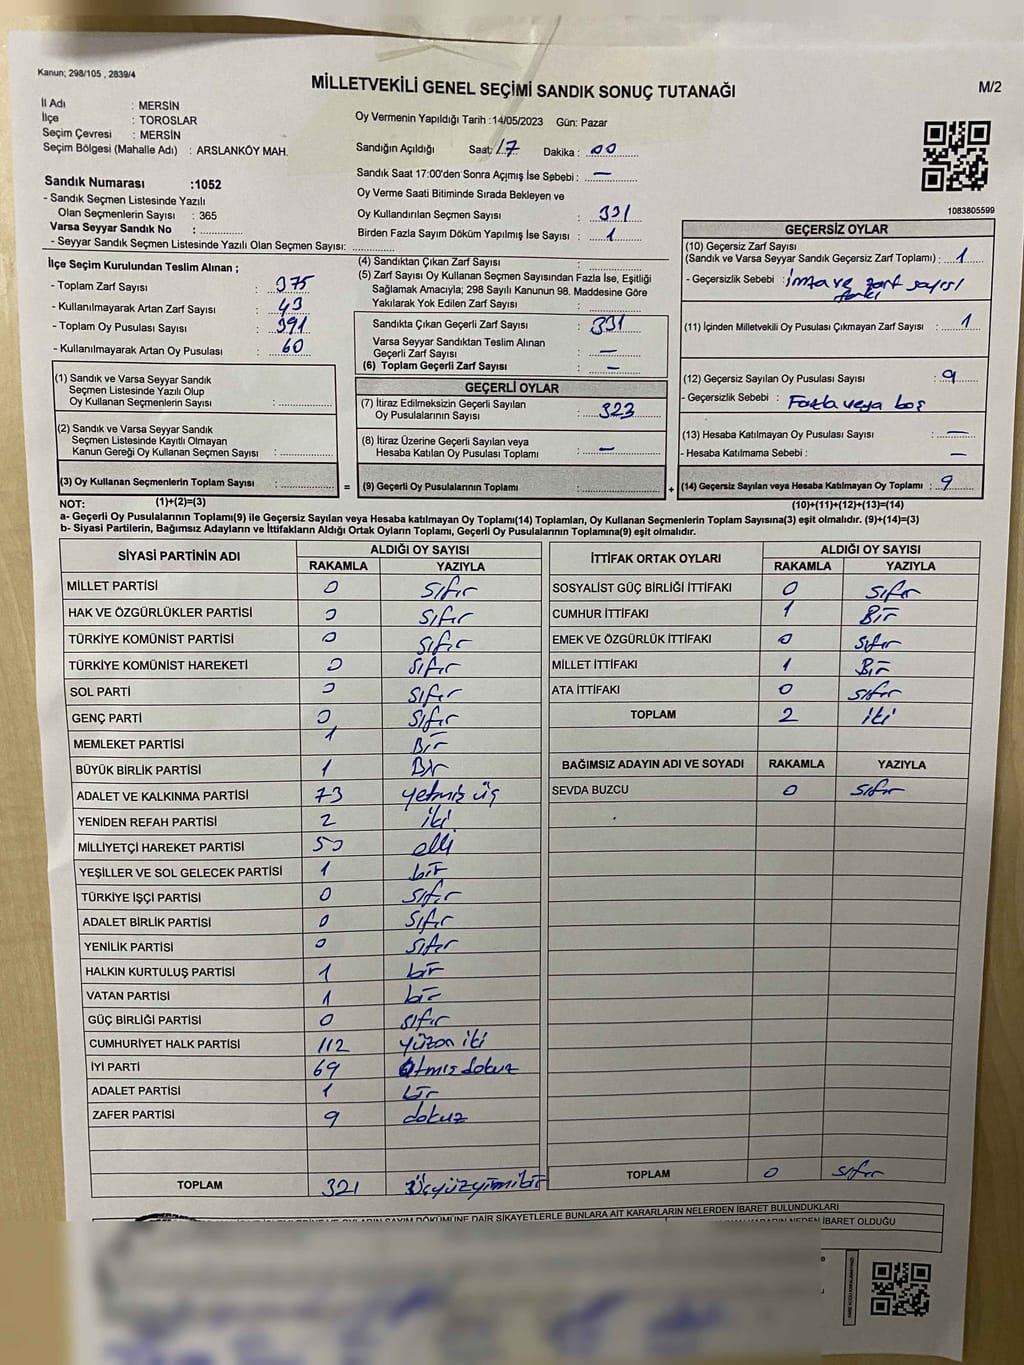 Kanun; 298/105 , 2839/4
MİLLETVEKİLİ GENEL SEÇİMİ SANDIK SONUÇ TUTANAĞI
M/2
İl Adı : MERSİN
İlçe : TOROSLAR
Seçim Çevresi : MERSİN
Seçim Bölgesi (Mahalle Adı) : ARSLANKÖY MAH.
Oy Vermenin Yapıldığı Tarih :14/05/2023 Gün: Pazar
Sandığın Açıldığı Saat: 17 Dakika : 00
Sandık Saat 17:00'den Sonra Açılmış İse Sebebi : —
Oy Verme Saati Bitiminde Sırada Bekleyen ve
Oy Kullandırılan Seçmen Sayısı : 331
Birden Fazla Sayım Döküm Yapılmış İse Sayısı : 1
Sandık Numarası :1052
- Sandık Seçmen Listesinde Yazılı
Olan Seçmenlerin Sayısı : 365
Varsa Seyyar Sandık No :
- Seyyar Sandık Seçmen Listesinde Yazılı Olan Seçmen Sayısı:
1083805599
İlçe Seçim Kurulundan Teslim Alınan ;
- Toplam Zarf Sayısı : 375
- Kullanılmayarak Artan Zarf Sayısı : 43
- Toplam Oy Pusulası Sayısı : 391
- Kullanılmayarak Artan Oy Pusulası : 60
(1) Sandık ve Varsa Seyyar Sandık
Seçmen Listesinde Yazılı Olup
Oy Kullanan Seçmenlerin Sayısı :
(2) Sandık ve Varsa Seyyar Sandık
Seçmen Listesinde Kayıtlı Olmayan
Kanun Gereği Oy Kullanan Seçmen Sayısı :
(3) Oy Kullanan Seçmenlerin Toplam Sayısı :
(1)+(2)=(3)
(4) Sandıktan Çıkan Zarf Sayısı :
(5) Zarf Sayısı Oy Kullanan Seçmen Sayısından Fazla İse, Eşitliği
Sağlamak Amacıyla; 298 Sayılı Kanunun 98. Maddesine Göre
Yakılarak Yok Edilen Zarf Sayısı :
Sandıkta Çıkan Geçerli Zarf Sayısı : 331
Varsa Seyyar Sandıktan Teslim Alınan
Geçerli Zarf Sayısı : —
(6) Toplam Geçerli Zarf Sayısı : —
GEÇERLİ OYLAR
(7) İtiraz Edilmeksizin Geçerli Sayılan
Oy Pusulalarının Sayısı : 323
(8) İtiraz Üzerine Geçerli Sayılan veya
Hesaba Katılan Oy Pusulası Toplamı : —
= (9) Geçerli Oy Pusulalarının Toplamı : +
GEÇERSİZ OYLAR
(10) Geçersiz Zarf Sayısı
(Sandık ve Varsa Seyyar Sandık Geçersiz Zarf Toplamı) : 1
- Geçersizlik Sebebi : imza ve zarf sayısı
farkı
(11) İçinden Milletvekili Oy Pusulası Çıkmayan Zarf Sayısı : 1
(12) Geçersiz Sayılan Oy Pusulası Sayısı : 9
- Geçersizlik Sebebi : Fazla veya boş
(13) Hesaba Katılmayan Oy Pusulası Sayısı : —
- Hesaba Katılmama Sebebi : —
(14) Geçersiz Sayılan veya Hesaba Katılmayan Oy Toplamı : 9
(10)+(11)+(12)+(13)=(14)
NOT:
a- Geçerli Oy Pusulalarının Toplamı(9) ile Geçersiz Sayılan veya Hesaba katılmayan Oy Toplamı(14) Toplamları, Oy Kullanan Seçmenlerin Toplam Sayısına(3) eşit olmalıdır. (9)+(14)=(3)
b- Siyasi Partilerin, Bağımsız Adayların ve İttifakların Aldığı Ortak Oyların Toplamı, Geçerli Oy Pusulalarının Toplamına(9) eşit olmalıdır.
SİYASİ PARTİNİN ADI ALDIĞI OY SAYISI
RAKAMLA YAZIYLA
MİLLET PARTİSİ 0 sıfır
HAK VE ÖZGÜRLÜKLER PARTİSİ 0 sıfır
TÜRKİYE KOMÜNİST PARTİSİ 0 sıfır
TÜRKİYE KOMÜNİST HAREKETİ 0 sıfır
SOL PARTİ 0 sıfır
GENÇ PARTİ 0 sıfır
MEMLEKET PARTİSİ 1 Bir
BÜYÜK BİRLİK PARTİSİ 1 Bir
ADALET VE KALKINMA PARTİSİ 73 yetmiş üç
YENİDEN REFAH PARTİSİ 2 iki
MİLLİYETÇİ HAREKET PARTİSİ 50 elli
YEŞİLLER VE SOL GELECEK PARTİSİ 1 bir
TÜRKİYE İŞÇİ PARTİSİ 0 sıfır
ADALET BİRLİK PARTİSİ 0 sıfır
YENİLİK PARTİSİ 0 sıfır
HALKIN KURTULUŞ PARTİSİ 1 bir
VATAN PARTİSİ 1 bir
GÜÇ BİRLİĞİ PARTİSİ 0 sıfır
CUMHURİYET HALK PARTİSİ 112 yüzon iki
İYİ PARTİ 69 Atmış dokuz
ADALET PARTİSİ 1 bir
ZAFER PARTİSİ 9 dokuz
TOPLAM 321 üçyüzyirmibir
İTTİFAK ORTAK OYLARI ALDIĞI OY SAYISI
RAKAMLA YAZIYLA
SOSYALİST GÜÇ BİRLİĞİ İTTİFAKI 0 sıfır
CUMHUR İTTİFAKI 1 Bir
EMEK VE ÖZGÜRLÜK İTTİFAKI 0 sıfır
MİLLET İTTİFAKI 1 Bir
ATA İTTİFAKI 0 sıfır
TOPLAM 2 iki
BAĞIMSIZ ADAYIN ADI VE SOYADI RAKAMLA YAZIYLA
SEVDA BUZCU 0 sıfır
TOPLAM 0 sıfır
OYLARIN SAYIM DÖKÜMÜNE DAİR ŞİKAYETLERLE BUNLARA AİT KARARLARIN NELERDEN İBARET BULUNDUKLARI
NEDEN İBARET OLDUĞU